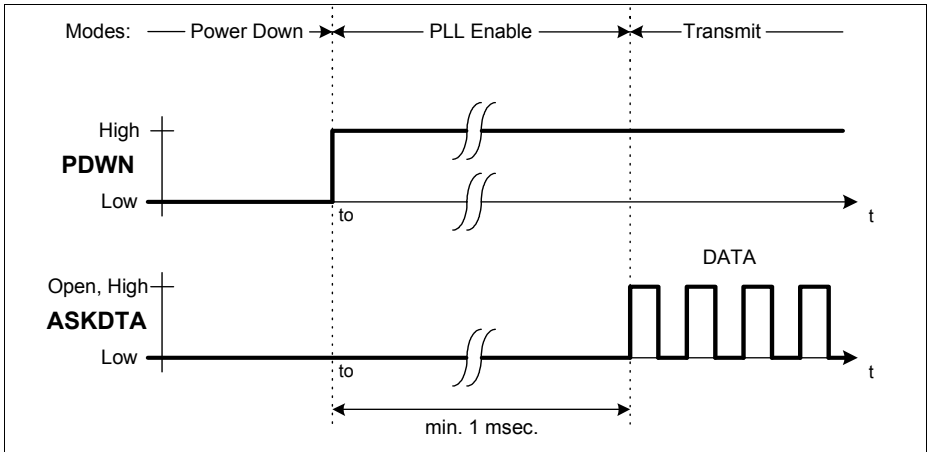 Modes: Power Down PLL Enable Transmit
High
PDWN
Low
to
t
DATA
Open, High
ASKDTA
Low
to
t
min. 1 msec.